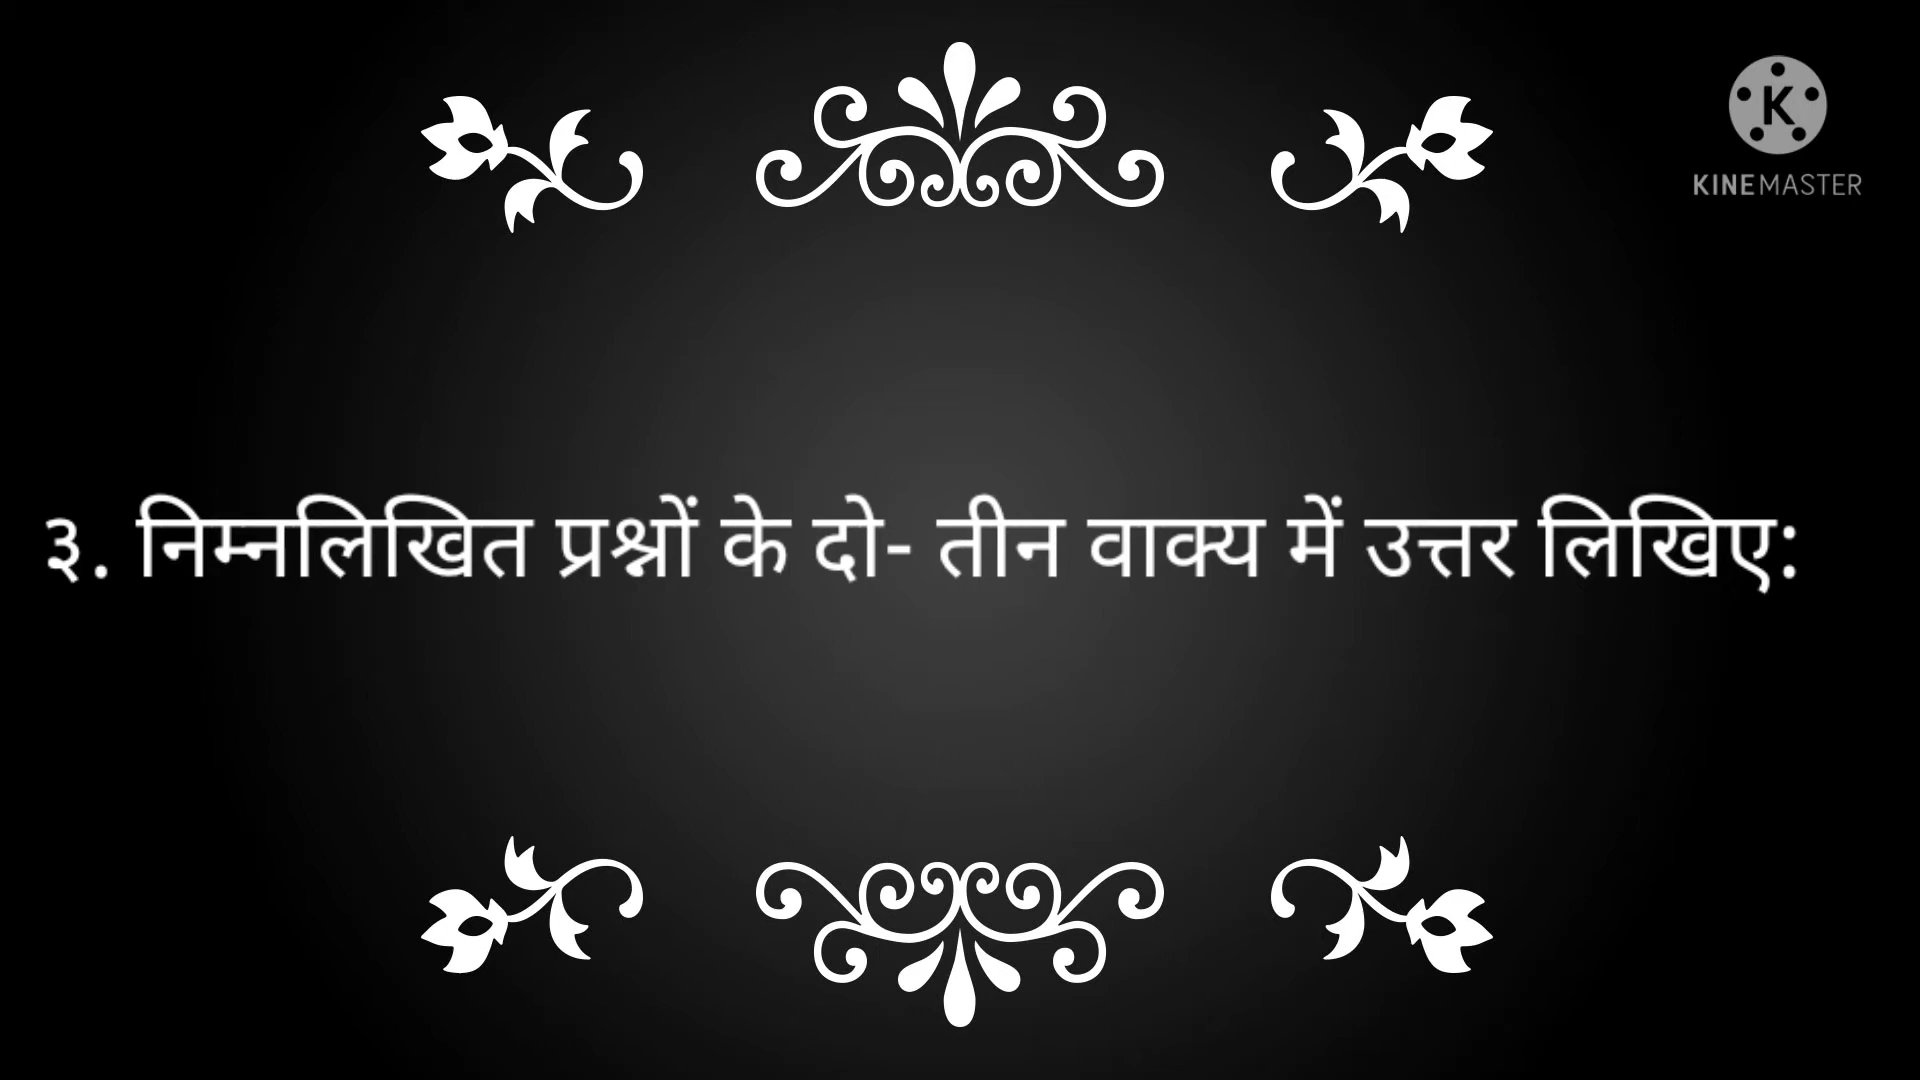 KINEMASTER
३. निम्नलिखित प्रश्नों के दो- तीन वाक्य में उत्तर लिखिए: